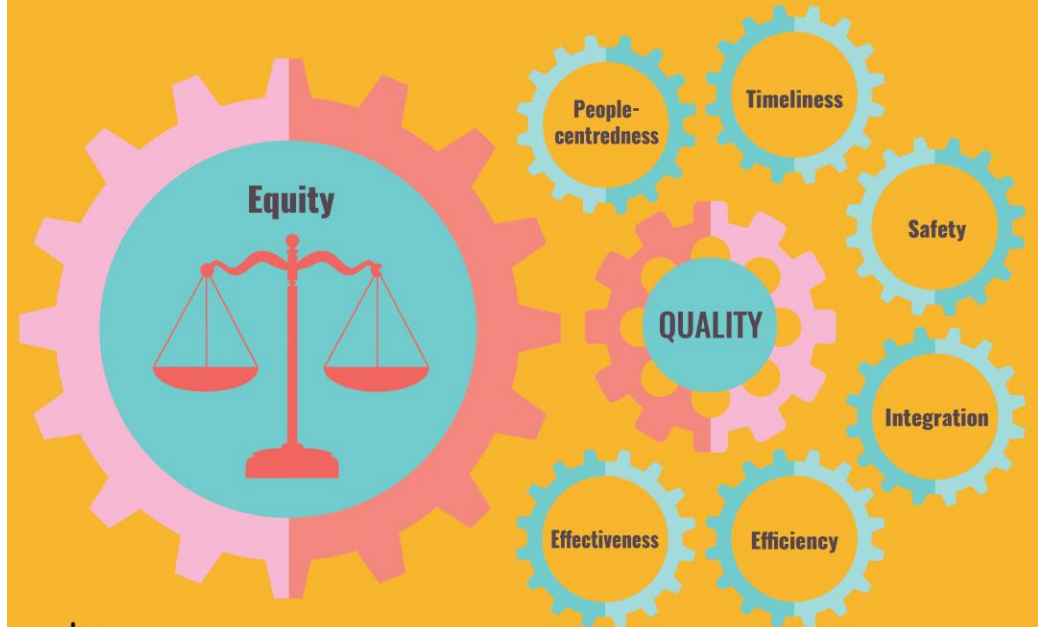 Equity
People-
centredness
Timeliness
Safety
QUALITY
Integration
Effectiveness
Efficiency